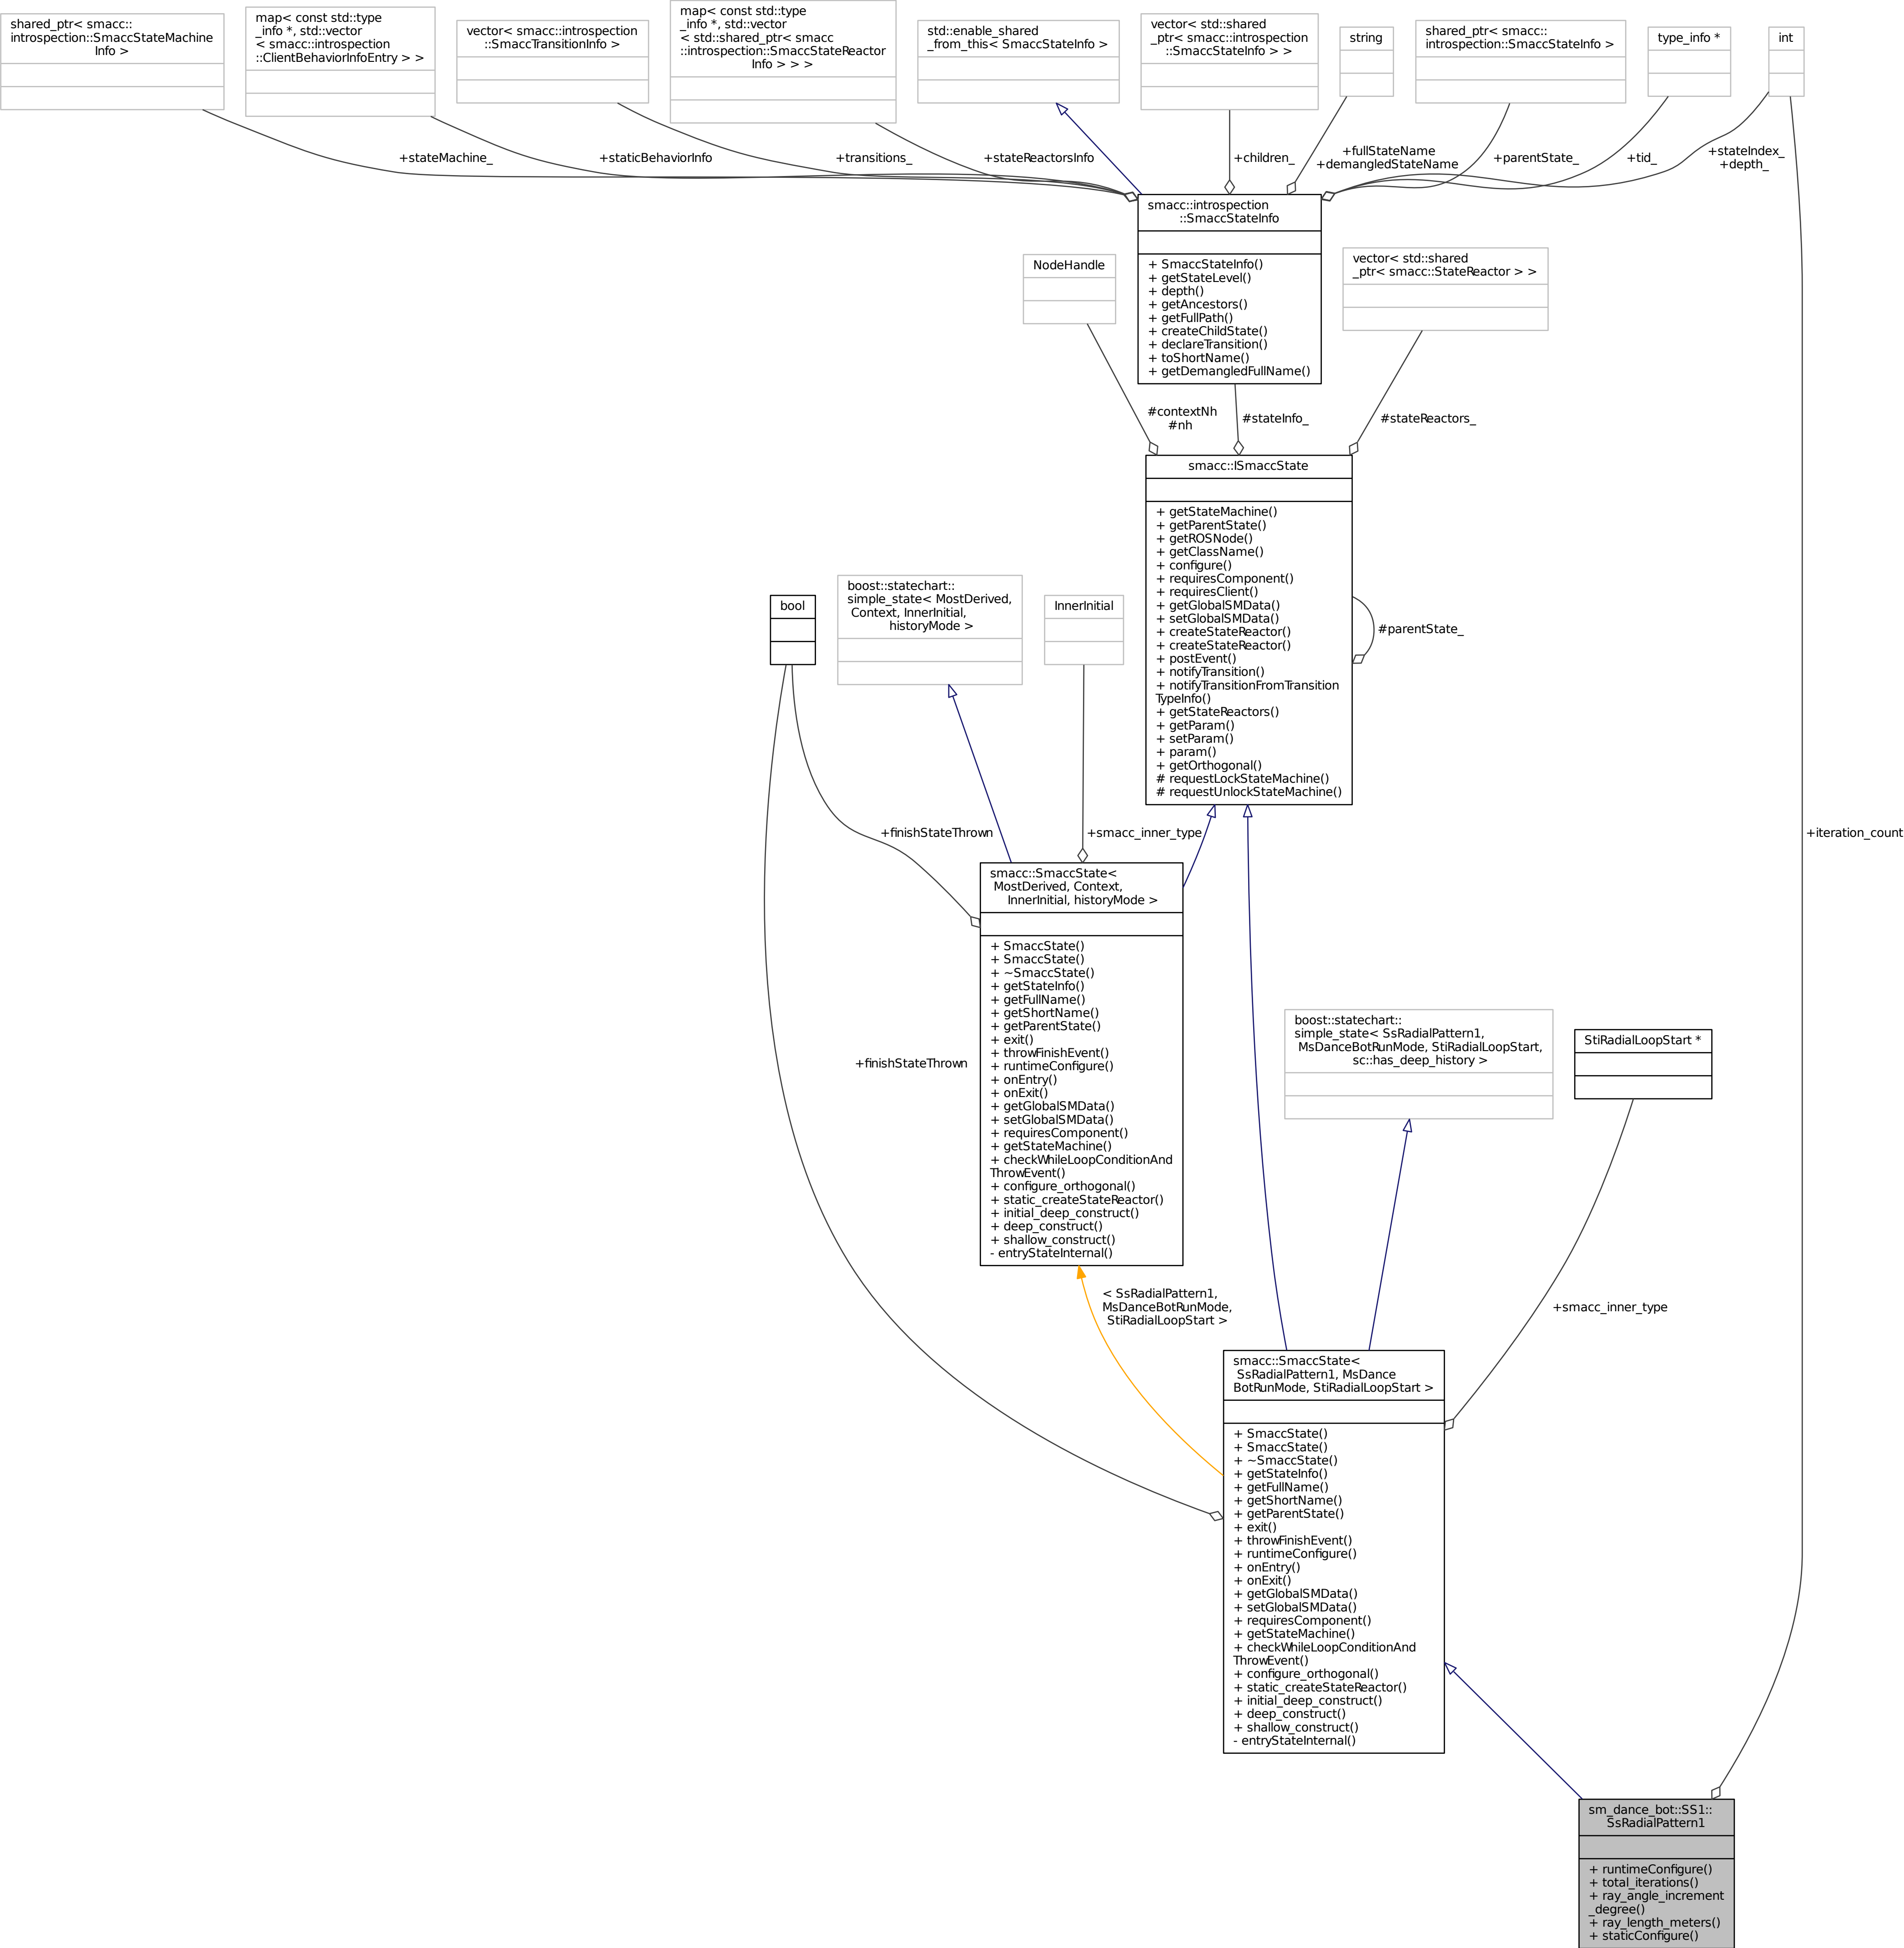 shared_ptr< smacc::
introspection::SmaccStateMachine
Info >
map< const std::type
_info *, std::vector
< smacc::introspection
::ClientBehaviorInfoEntry > >
vector< smacc::introspection
::SmaccTransitionInfo >
map< const std::type
_info *, std::vector
< std::shared_ptr< smacc
::introspection::SmaccStateReactor
Info > > >
std::enable_shared
_from_this< SmaccStateInfo >
vector< std::shared
_ptr< smacc::introspection
::SmaccStateInfo > >
string
shared_ptr< smacc::
introspection::SmaccStateInfo >
type_info *
int
+stateMachine_
+staticBehaviorInfo
+transitions_
+stateReactorsInfo
+children_
+fullStateName
+demangledStateName
+parentState_
+tid_
+stateIndex_
+depth_
smacc::introspection
::SmaccStateInfo
+ SmaccStateInfo()
+ getStateLevel()
+ depth()
+ getAncestors()
+ getFullPath()
+ createChildState()
+ declareTransition()
+ toShortName()
+ getDemangledFullName()
NodeHandle
vector< std::shared
_ptr< smacc::StateReactor > >
#contextNh
#nh
#stateInfo_
#stateReactors_
smacc::ISmaccState
+ getStateMachine()
+ getParentState()
+ getROSNode()
+ getClassName()
+ configure()
+ requiresComponent()
+ requiresClient()
+ getGlobalSMData()
+ setGlobalSMData()
+ createStateReactor()
+ createStateReactor()
+ postEvent()
+ notifyTransition()
+ notifyTransitionFromTransition
TypeInfo()
+ getStateReactors()
+ getParam()
+ setParam()
+ param()
+ getOrthogonal()
# requestLockStateMachine()
# requestUnlockStateMachine()
#parentState_
bool
boost::statechart::
simple_state< MostDerived,
Context, InnerInitial,
historyMode >
InnerInitial
+finishStateThrown
+smacc_inner_type
+iteration_count
smacc::SmaccState<
MostDerived, Context,
InnerInitial, historyMode >
+ SmaccState()
+ SmaccState()
+ ~SmaccState()
+ getStateInfo()
+ getFullName()
+ getShortName()
+ getParentState()
+ exit()
+ throwFinishEvent()
+ runtimeConfigure()
+ onEntry()
+ onExit()
+ getGlobalSMData()
+ setGlobalSMData()
+ requiresComponent()
+ getStateMachine()
+ checkWhileLoopConditionAnd
ThrowEvent()
+ configure_orthogonal()
+ static_createStateReactor()
+ initial_deep_construct()
+ deep_construct()
+ shallow_construct()
- entryStateInternal()
+finishStateThrown
boost::statechart::
simple_state< SsRadialPattern1,
MsDanceBotRunMode, StiRadialLoopStart,
sc::has_deep_history >
StiRadialLoopStart *
< SsRadialPattern1,
MsDanceBotRunMode,
StiRadialLoopStart >
+smacc_inner_type
smacc::SmaccState<
SsRadialPattern1, MsDance
BotRunMode, StiRadialLoopStart >
+ SmaccState()
+ SmaccState()
+ ~SmaccState()
+ getStateInfo()
+ getFullName()
+ getShortName()
+ getParentState()
+ exit()
+ throwFinishEvent()
+ runtimeConfigure()
+ onEntry()
+ onExit()
+ getGlobalSMData()
+ setGlobalSMData()
+ requiresComponent()
+ getStateMachine()
+ checkWhileLoopConditionAnd
ThrowEvent()
+ configure_orthogonal()
+ static_createStateReactor()
+ initial_deep_construct()
+ deep_construct()
+ shallow_construct()
- entryStateInternal()
sm_dance_bot::SS1::
SsRadialPattern1
+ runtimeConfigure()
+ total_iterations()
+ ray_angle_increment
_degree()
+ ray_length_meters()
+ staticConfigure()